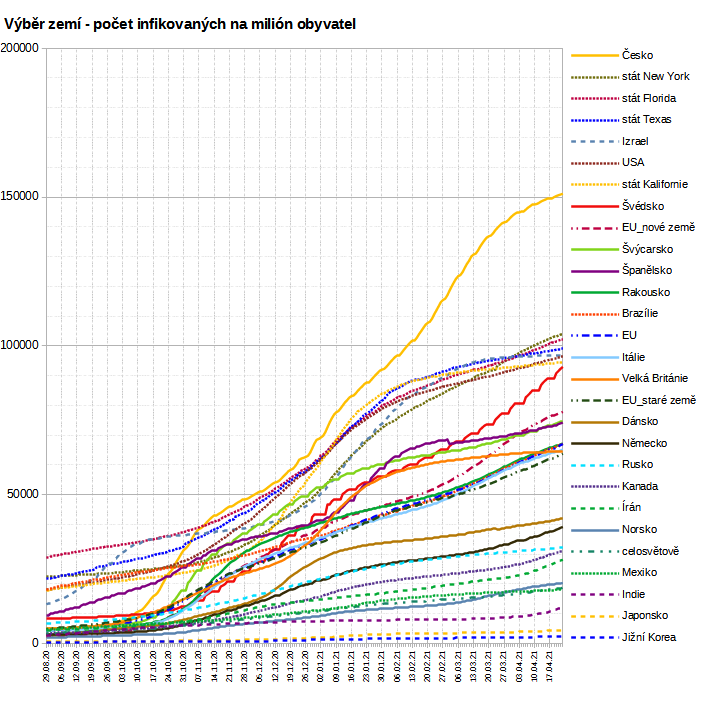 Výběr zemí - počet infikovaných na milión obyvatel
200000
150000
100000
50000
0
29.08.20
06.09.20
12.09.20
19.09.20
26.09.20
03.10.20
10.10.20
17.10.20
24.10.20
31.10.20
07.11.20
14.11.20
21.11.20
28.11.20
05.12.20
12.12.20
19.12.20
26.12.20
02.01.21
09.01.21
16.01.21
23.01.21
30.01.21
06.02.21
13.02.21
20.02.21
27.02.21
06.03.21
13.03.21
20.03.21
27.03.21
03.04.21
10.04.21
17.04.21
Česko
stát New York
stát Florida
stát Texas
Izrael
USA
stát Kalifornie
Švédsko
EU_nové země
Švýcarsko
Španělsko
Rakousko
Brazílie
EU
Itálie
Velká Británie
EU_staré země
Dánsko
Německo
Rusko
Kanada
Írán
Norsko
celosvětově
Mexiko
Indie
Japonsko
Jižní Korea